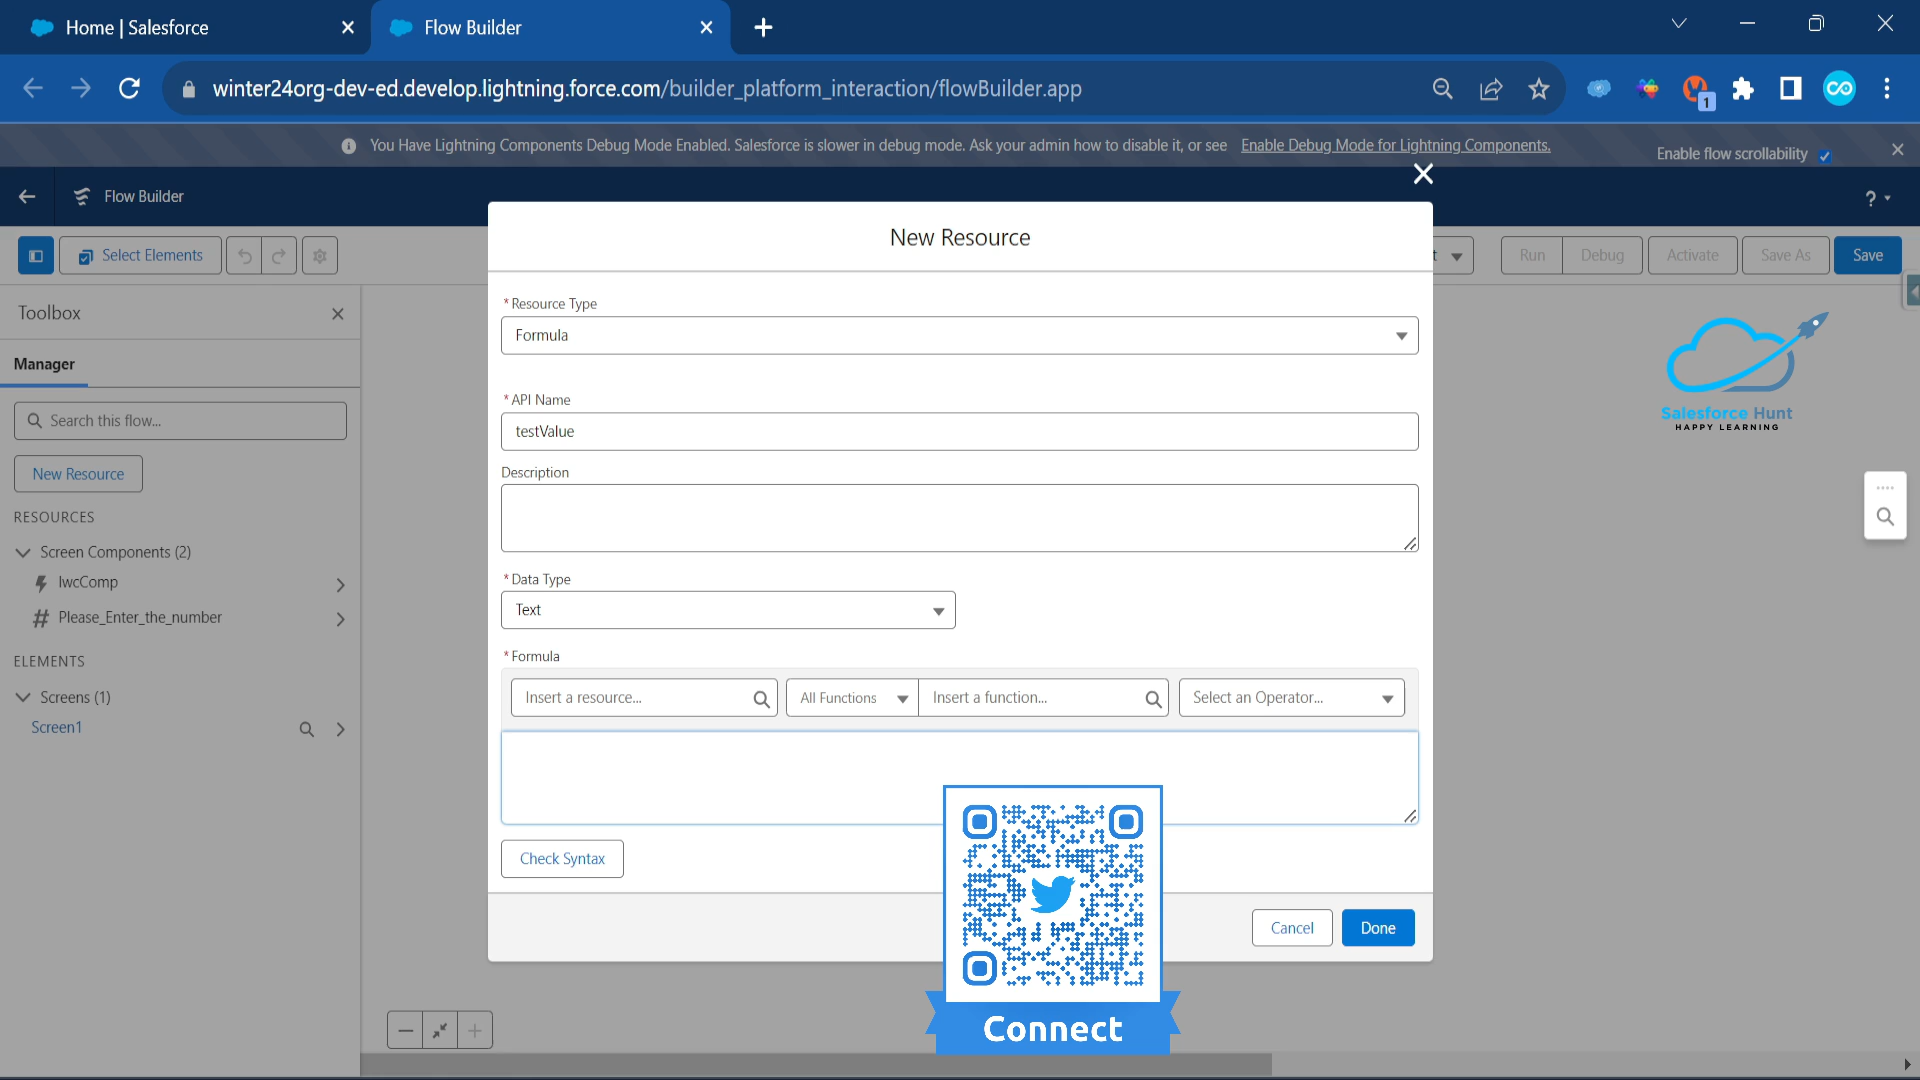 Home | Salesforce
Flow Builder
winter24org-dev-ed.develop.lightning.force.com/builder_platform_interaction/flowBuilder.app
1
You Have Lightning Components Debug Mode Enabled. Salesforce is slower in debug mode. Ask your admin how to disable it, or see Enable Debug Mode for Lightning Components.
Enable flow scrollability
Flow Builder
?
Select Elements
New Resource
t
Run
Debug
Activate
Save As
Save
Toolbox
Manager
Search this flow...
New Resource
RESOURCES
Screen Components (2)
lwcComp
Please_Enter_the_number
ELEMENTS
Screens (1)
Screen1
* Resource Type
Formula
* API Name
testValue
Description
* Data Type
Text
* Formula
Insert a resource...
All Functions
Insert a function...
Select an Operator...
Check Syntax
Cancel
Done
Salesforce Hunt
HAPPY LEARNING
Connect